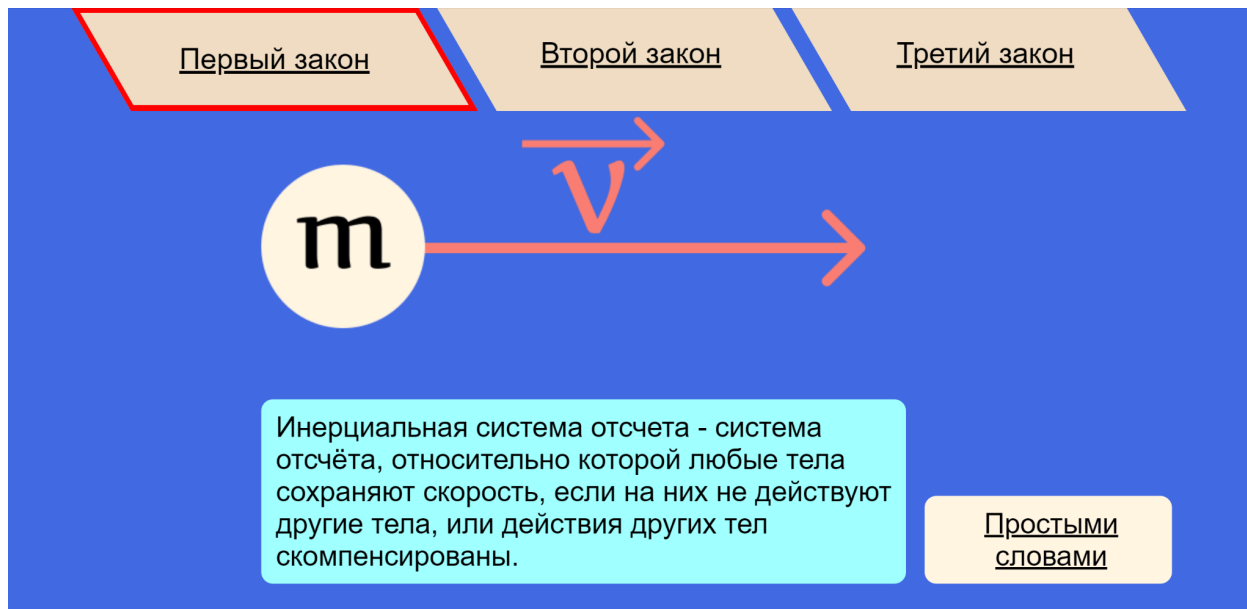 Первый закон
Второй закон
Третий закон
v
m
Инерциальная система отсчета - система
отсчёта, относительно которой любые тела
сохраняют скорость, если на них не действуют
другие тела, или действия других тел
скомпенсированы.
Простыми
словами